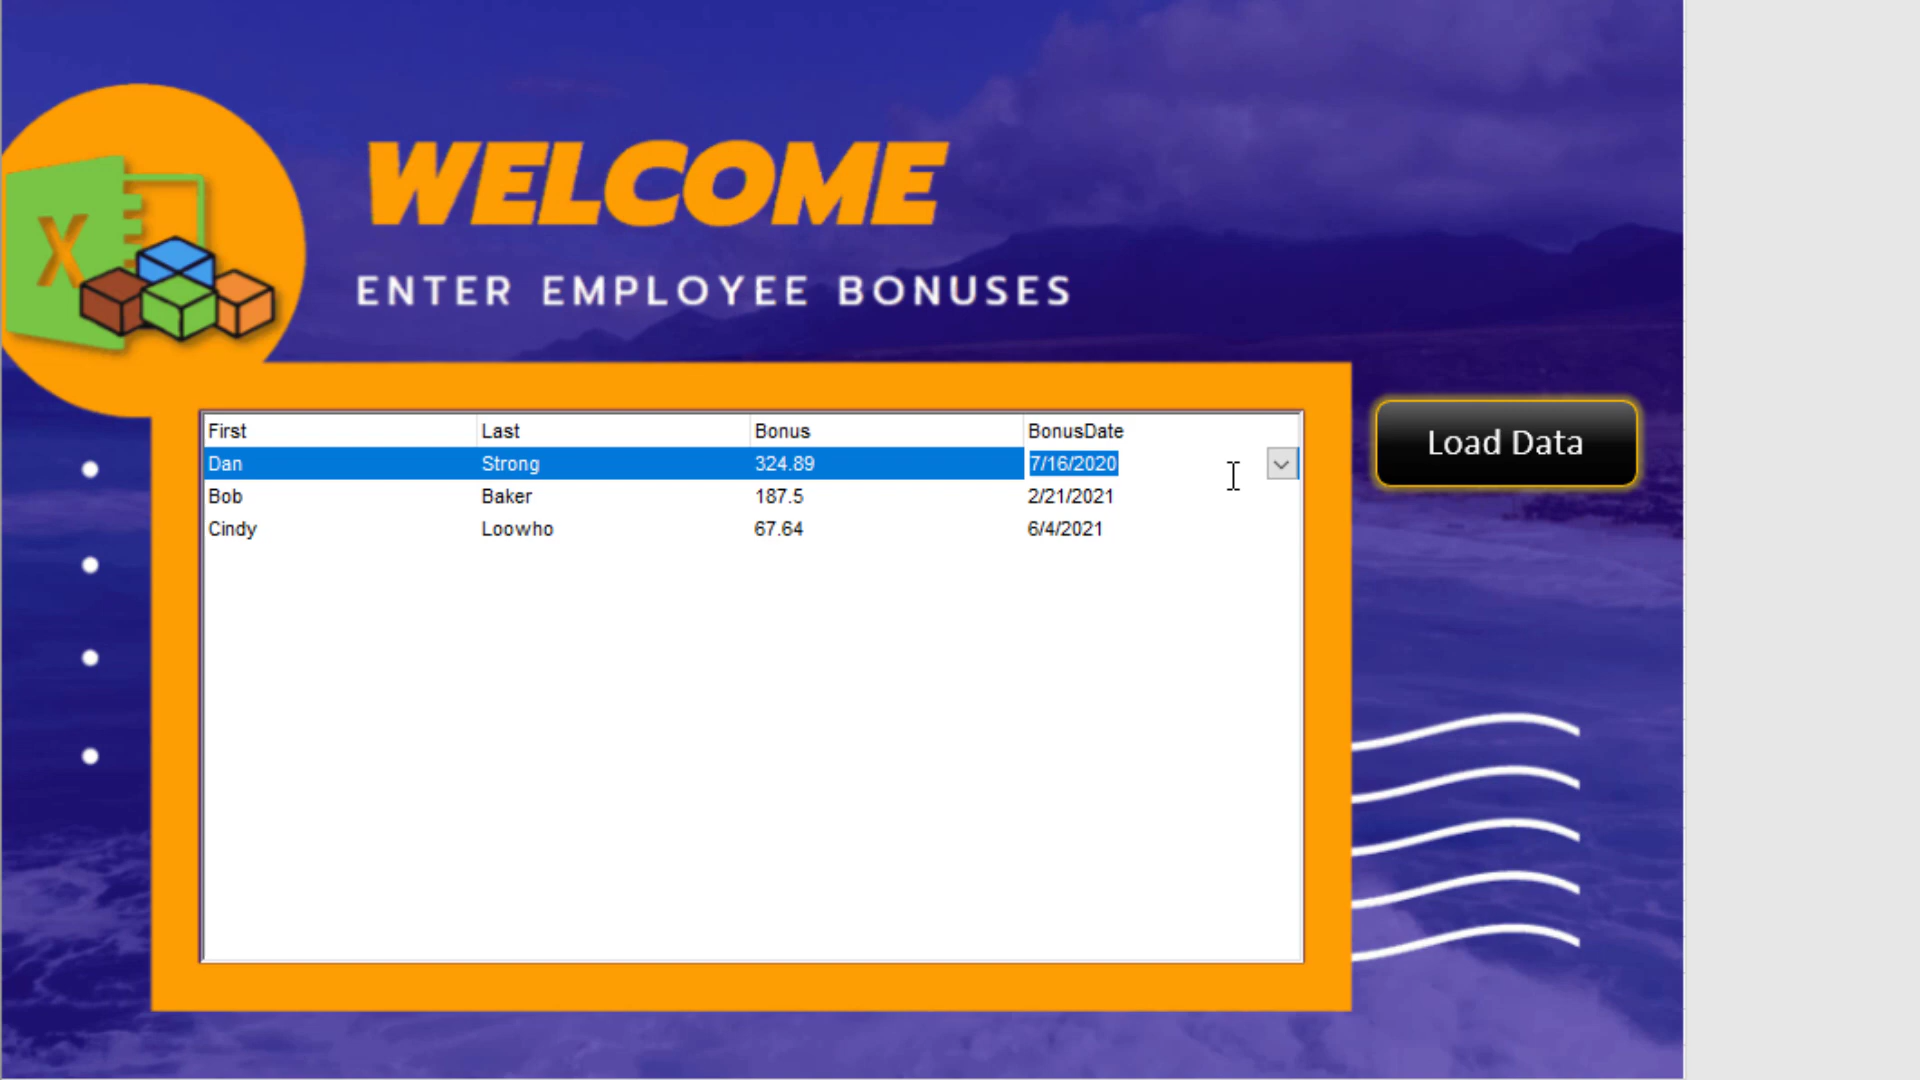 X
WELCOME
ENTER EMPLOYEE BONUSES
First Last Bonus BonusDate
Dan Strong 324.89 7/16/2020
Bob Baker 187.5 2/21/2021
Cindy Loowho 67.64 6/4/2021
Load Data